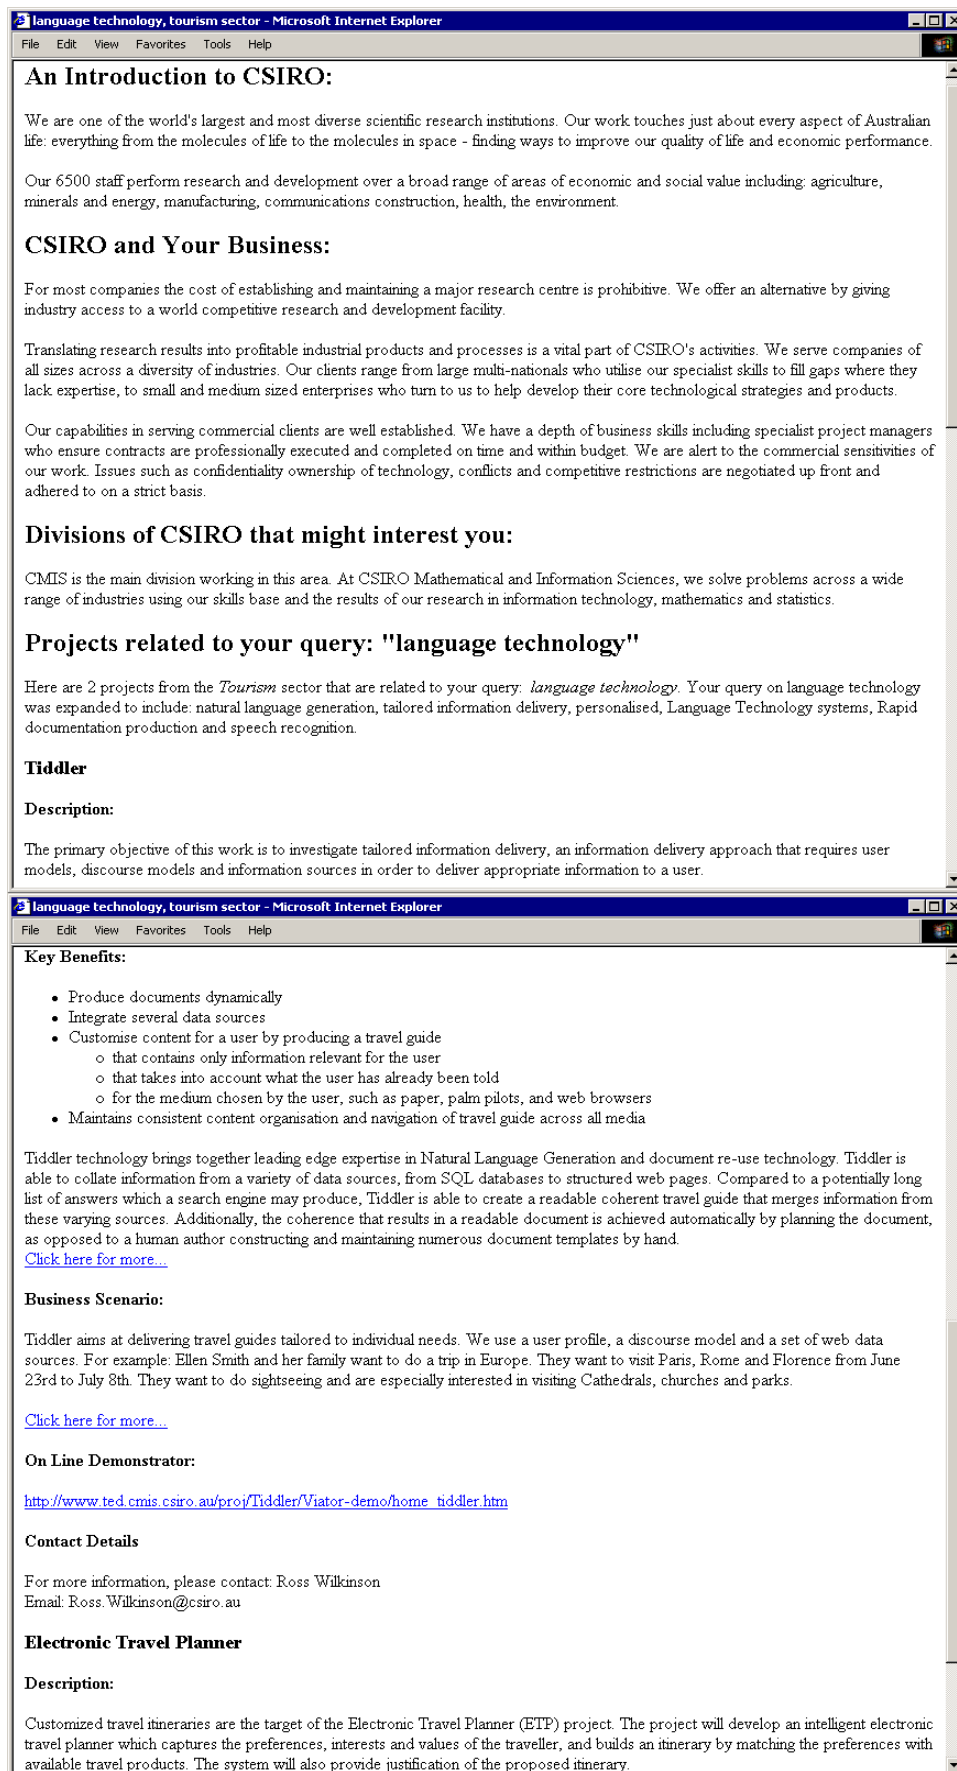 language technology, tourism sector - Microsoft Internet Explorer
File Edit View Favorites Tools Help
An Introduction to CSIRO:
We are one of the world's largest and most diverse scientific research institutions. Our work touches just about every aspect of Australian
life: everything from the molecules of life to the molecules in space - finding ways to improve our quality of life and economic performance.
Our 6500 staff perform research and development over a broad range of areas of economic and social value including: agriculture,
minerals and energy, manufacturing, communications construction, health, the environment.
CSIRO and Your Business:
For most companies the cost of establishing and maintaining a major research centre is prohibitive. We offer an alternative by giving
industry access to a world competitive research and development facility.
Translating research results into profitable industrial products and processes is a vital part of CSIRO's activities. We serve companies of
all sizes across a diversity of industries. Our clients range from large multi-nationals who utilise our specialist skills to fill gaps where they
lack expertise, to small and medium sized enterprises who turn to us to help develop their core technological strategies and products.
Our capabilities in serving commercial clients are well established. We have a depth of business skills including specialist project managers
who ensure contracts are professionally executed and completed on time and within budget. We are alert to the commercial sensitivities of
our work. Issues such as confidentiality ownership of technology, conflicts and competitive restrictions are negotiated up front and
adhered to on a strict basis.
Divisions of CSIRO that might interest you:
CMIS is the main division working in this area. At CSIRO Mathematical and Information Sciences, we solve problems across a wide
range of industries using our skills base and the results of our research in information technology, mathematics and statistics.
Projects related to your query: "language technology"
Here are 2 projects from the Tourism sector that are related to your query: language technology. Your query on language technology
was expanded to include: natural language generation, tailored information delivery, personalised, Language Technology systems, Rapid
documentation production and speech recognition.
Tiddler
Description:
The primary objective of this work is to investigate tailored information delivery, an information delivery approach that requires user
models, discourse models and information sources in order to deliver appropriate information to a user.
language technology, tourism sector - Microsoft Internet Explorer
File Edit View Favorites Tools Help
Key Benefits:
• Produce documents dynamically
• Integrate several data sources
• Customise content for a user by producing a travel guide
o that contains only information relevant for the user
o that takes into account what the user has already been told
o for the medium chosen by the user, such as paper, palm pilots, and web browsers
• Maintains consistent content organisation and navigation of travel guide across all media
Tiddler technology brings together leading edge expertise in Natural Language Generation and document re-use technology. Tiddler is
able to collate information from a variety of data sources, from SQL databases to structured web pages. Compared to a potentially long
list of answers which a search engine may produce, Tiddler is able to create a readable coherent travel guide that merges information from
these varying sources. Additionally, the coherence that results in a readable document is achieved automatically by planning the document,
as opposed to a human author constructing and maintaining numerous document templates by hand.
Click here for more...
Business Scenario:
Tiddler aims at delivering travel guides tailored to individual needs. We use a user profile, a discourse model and a set of web data
sources. For example: Ellen Smith and her family want to do a trip in Europe. They want to visit Paris, Rome and Florence from June
23rd to July 8th. They want to do sightseeing and are especially interested in visiting Cathedrals, churches and parks.
Click here for more...
On Line Demonstrator:
http://www.ted.cmis.csiro.au/proj/Tiddler/Viator-demo/home_tiddler.htm
Contact Details
For more information, please contact: Ross Wilkinson
Email: Ross.Wilkinson@csiro.au
Electronic Travel Planner
Description:
Customized travel itineraries are the target of the Electronic Travel Planner (ETP) project. The project will develop an intelligent electronic
travel planner which captures the preferences, interests and values of the traveller, and builds an itinerary by matching the preferences with
available travel products. The system will also provide justification of the proposed itinerary.